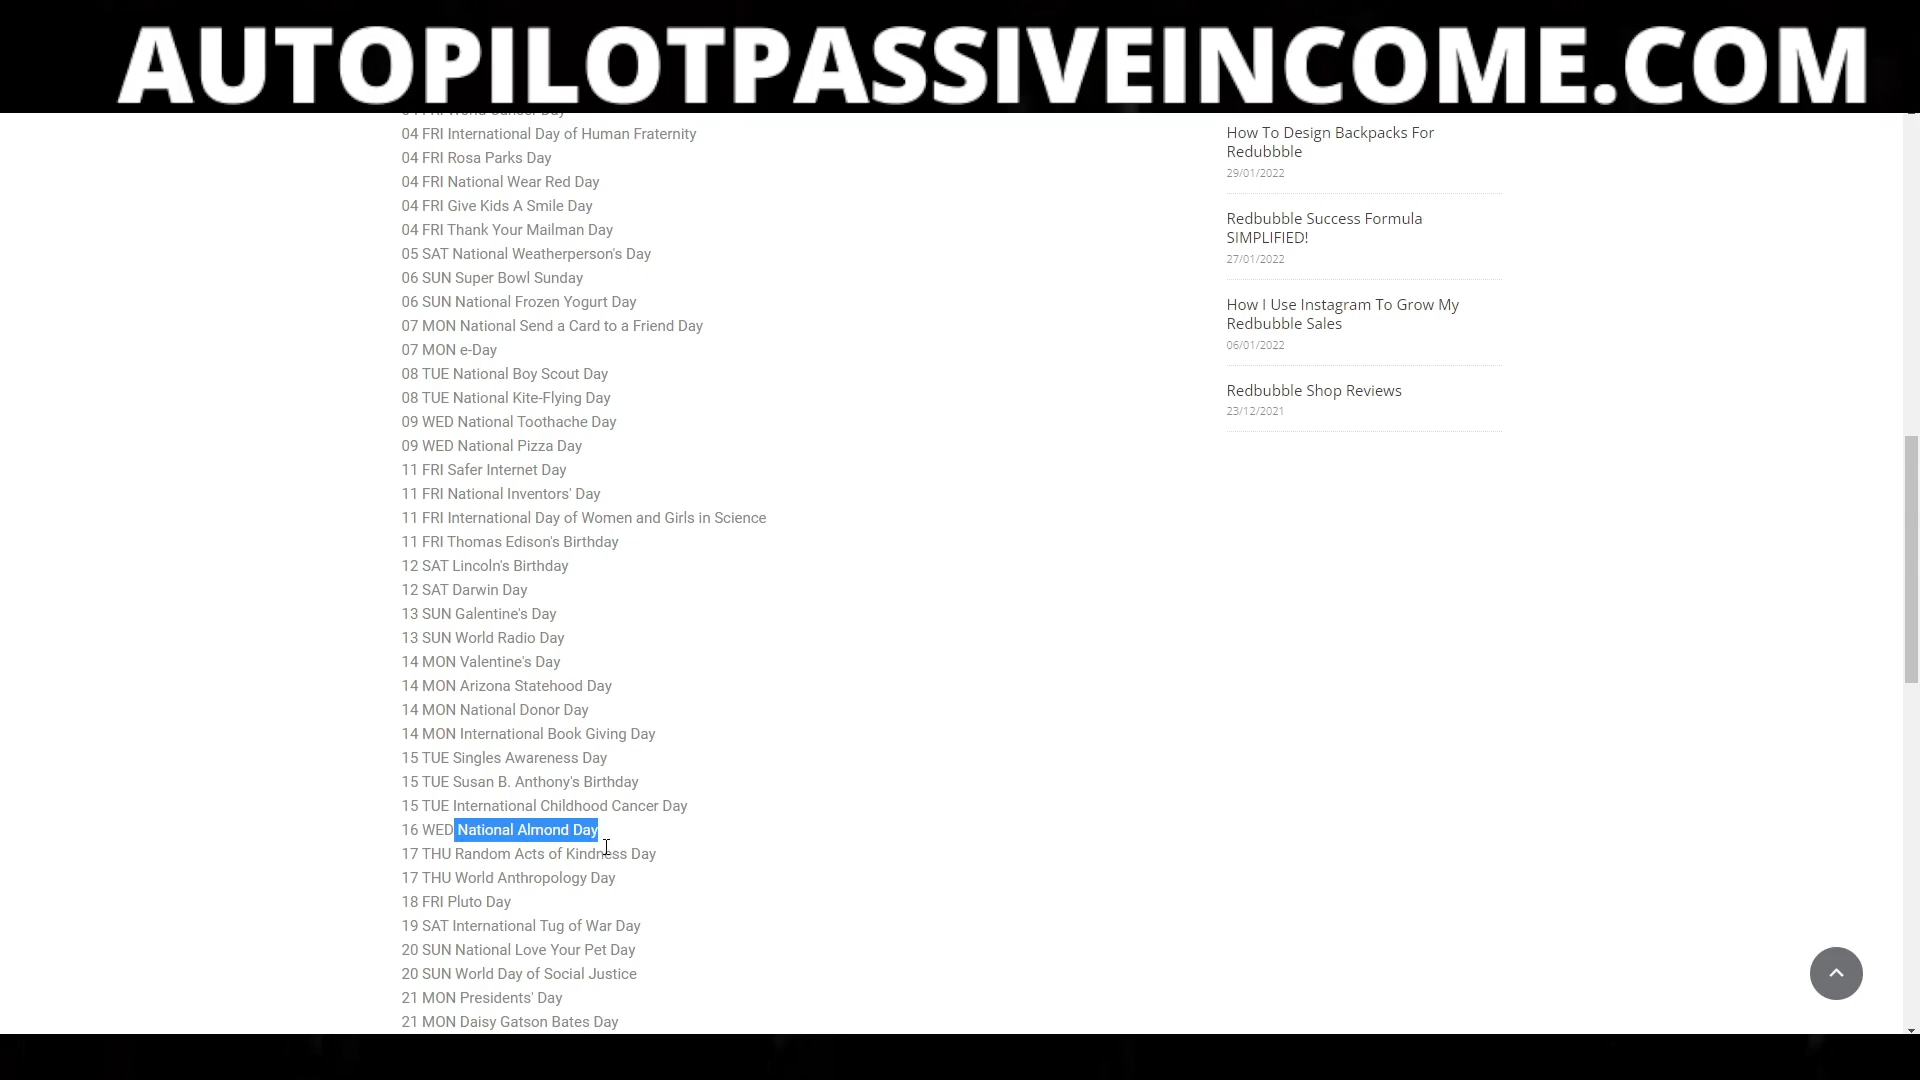 AUTOPILOTPASSIVEINCOME.COM
04 FRI World Cancer Day
04 FRI International Day of Human Fraternity
04 FRI Rosa Parks Day
04 FRI National Wear Red Day
04 FRI Give Kids A Smile Day
04 FRI Thank Your Mailman Day
05 SAT National Weatherperson's Day
06 SUN Super Bowl Sunday
06 SUN National Frozen Yogurt Day
07 MON National Send a Card to a Friend Day
07 MON e-Day
08 TUE National Boy Scout Day
08 TUE National Kite-Flying Day
09 WED National Toothache Day
09 WED National Pizza Day
11 FRI Safer Internet Day
11 FRI National Inventors' Day
11 FRI International Day of Women and Girls in Science
11 FRI Thomas Edison's Birthday
12 SAT Lincoln's Birthday
12 SAT Darwin Day
13 SUN Galentine's Day
13 SUN World Radio Day
14 MON Valentine's Day
14 MON Arizona Statehood Day
14 MON National Donor Day
14 MON International Book Giving Day
15 TUE Singles Awareness Day
15 TUE Susan B. Anthony's Birthday
15 TUE International Childhood Cancer Day
16 WED National Almond Day
17 THU Random Acts of Kindness Day
17 THU World Anthropology Day
18 FRI Pluto Day
19 SAT International Tug of War Day
20 SUN National Love Your Pet Day
20 SUN World Day of Social Justice
21 MON Presidents' Day
21 MON Daisy Gatson Bates Day
How To Design Backpacks For
Redubbble
29/01/2022
Redbubble Success Formula
SIMPLIFIED!
27/01/2022
How I Use Instagram To Grow My
Redbubble Sales
06/01/2022
Redbubble Shop Reviews
23/12/2021